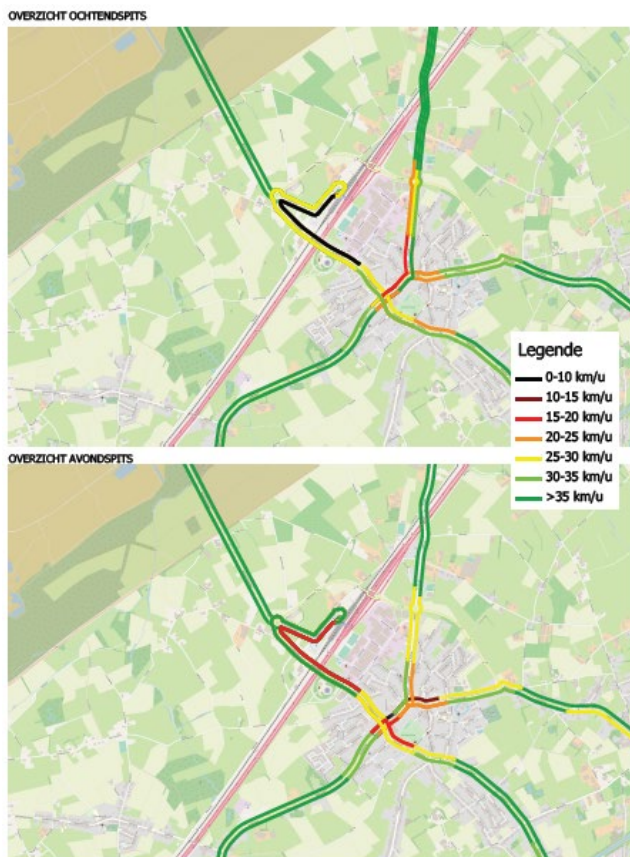 OVERZICHT OCHTENDSPITS
Legende
0-10 km/u
10-15 km/u
15-20 km/u
20-25 km/u
25-30 km/u
30-35 km/u
>35 km/u
OVERZICHT AVONDSPITS